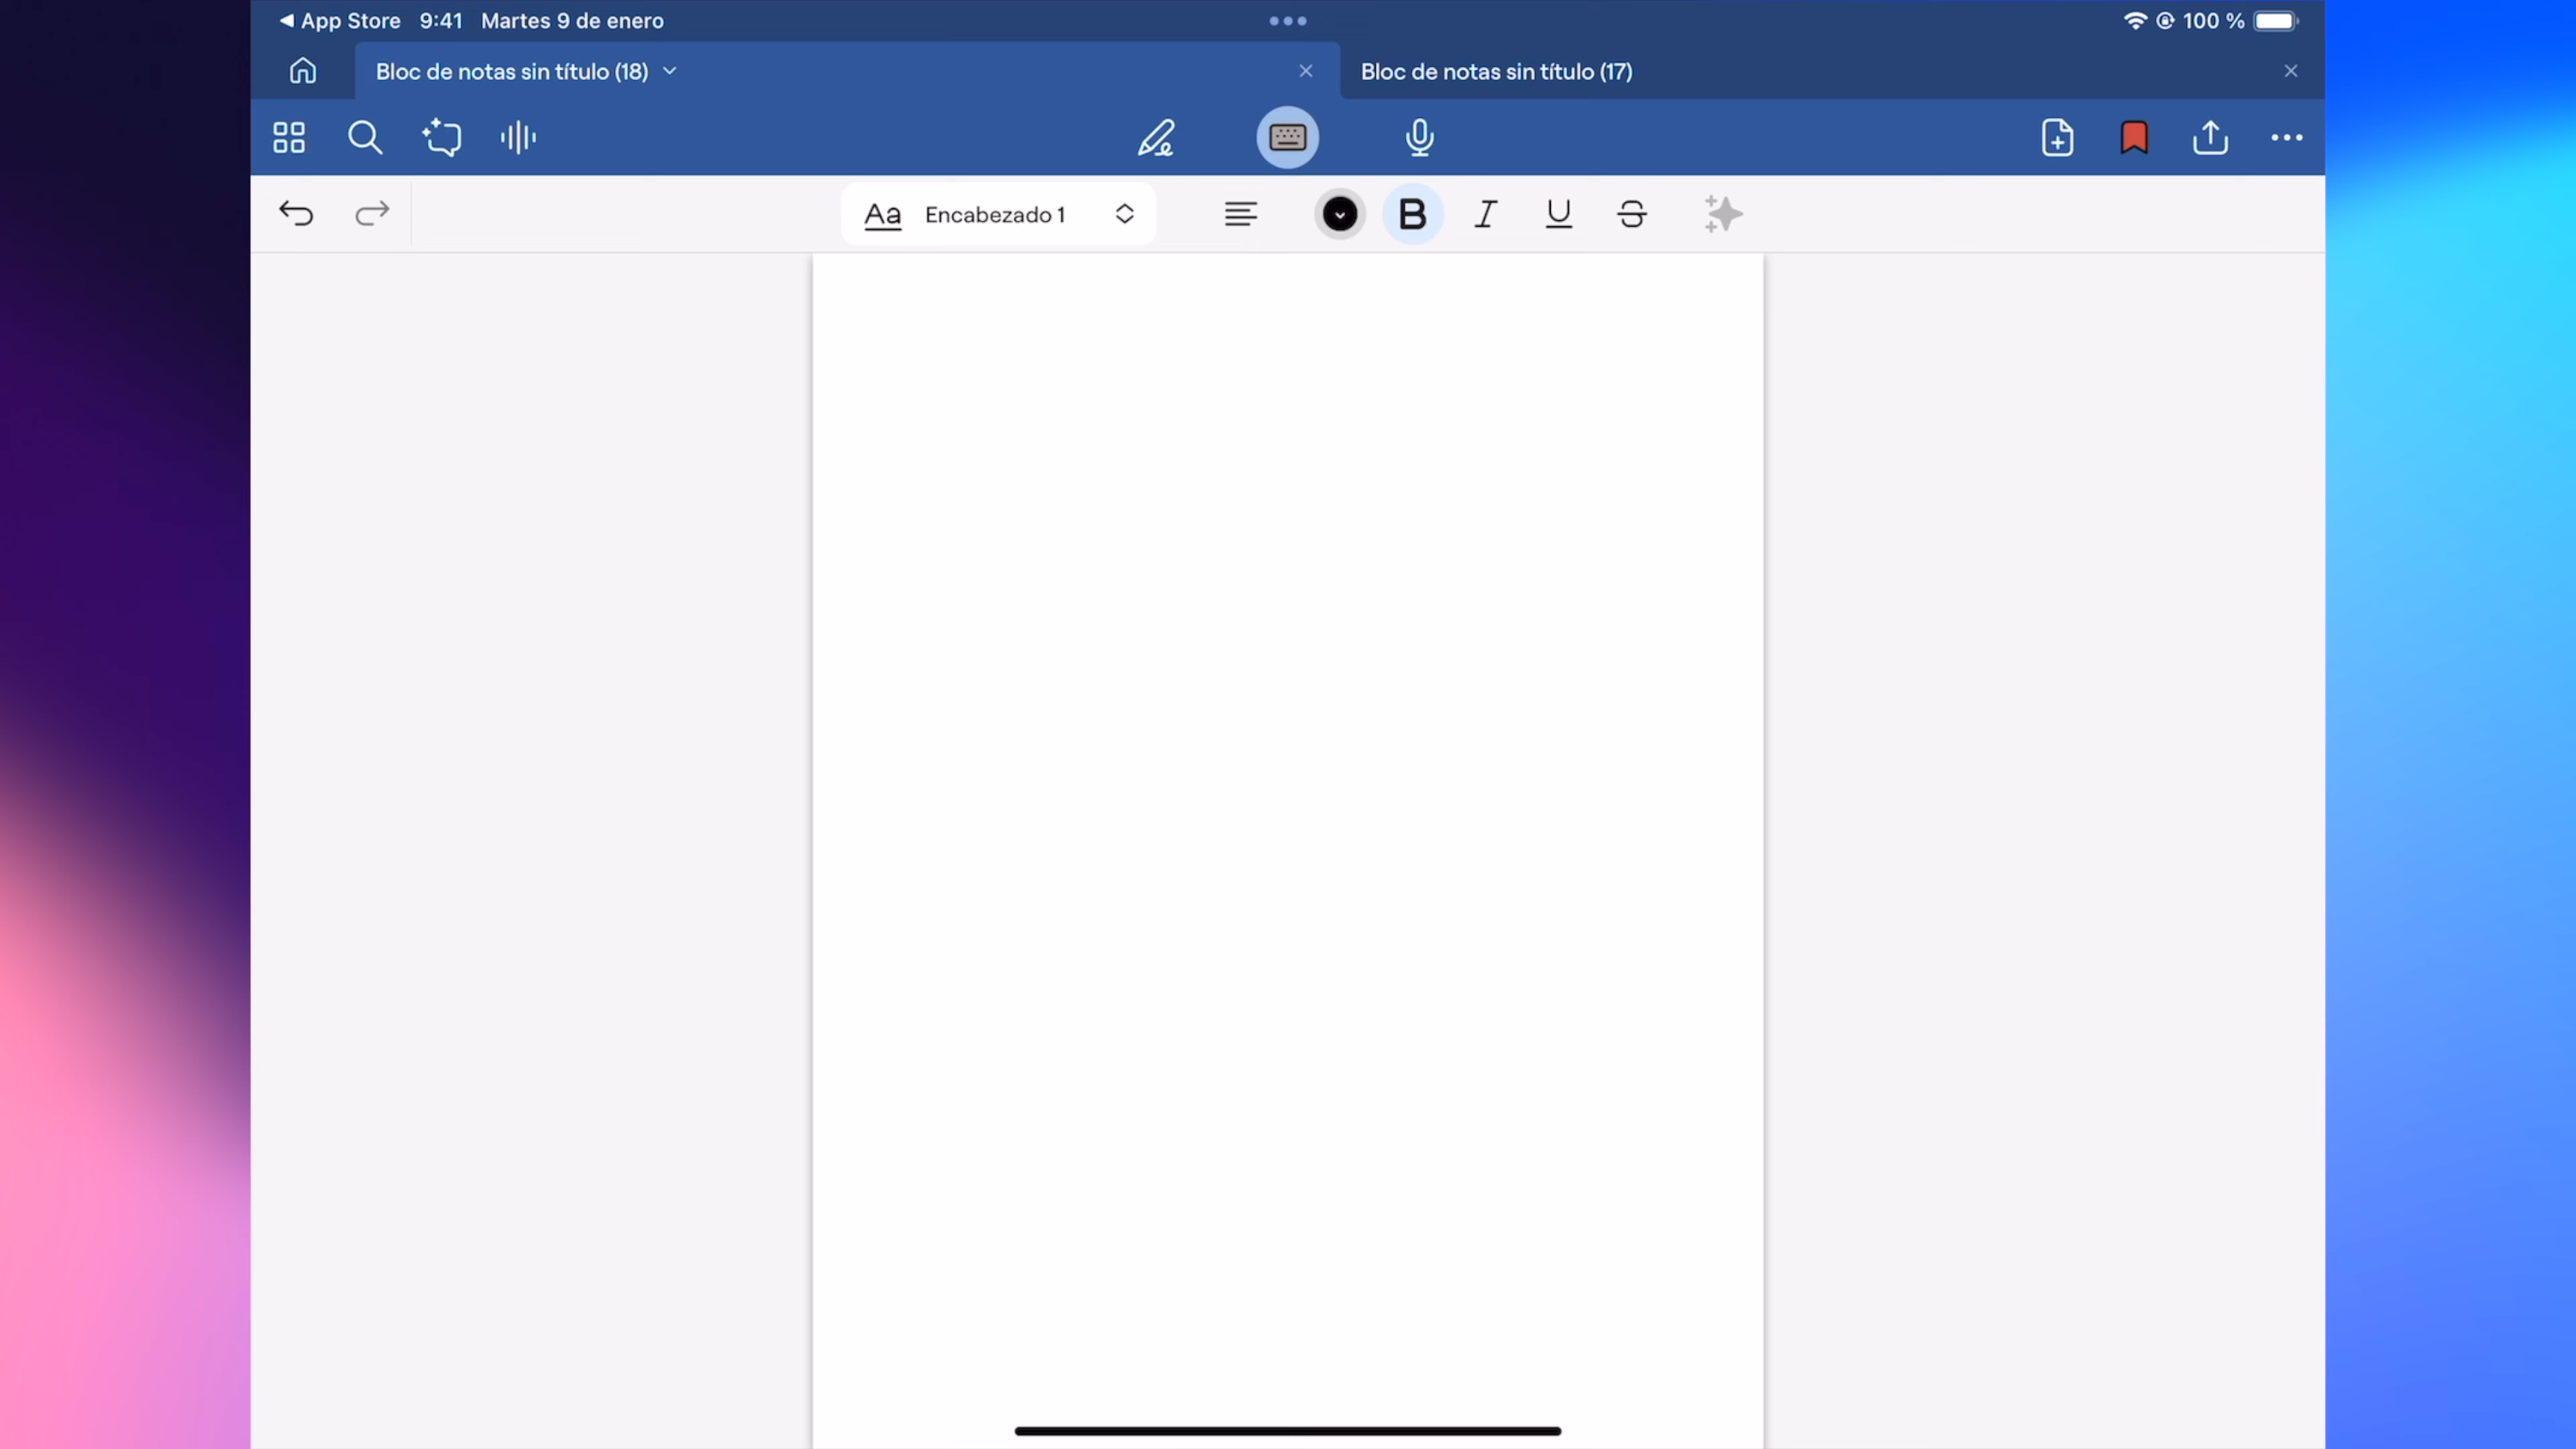 App Store 9:41 Martes 9 de enero 100 %
Bloc de notas sin título (18) Bloc de notas sin título (17)
Aa Encabezado 1 B I U S